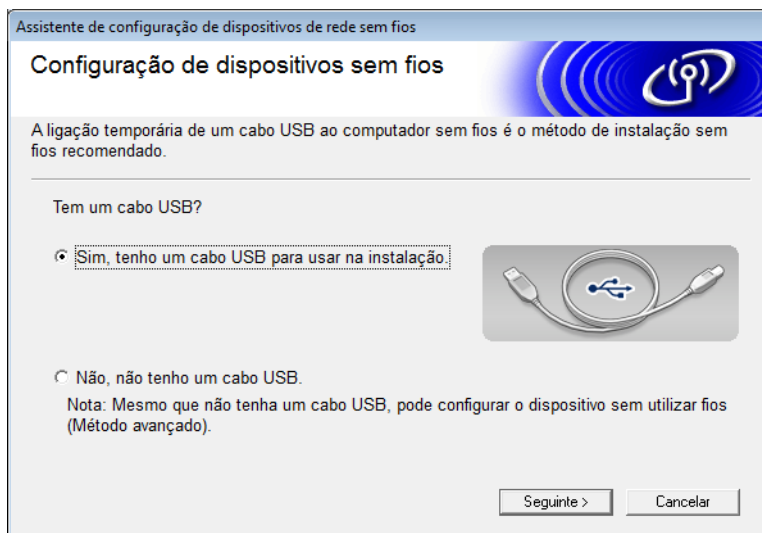 Assistente de configuração de dispositivos de rede sem fios
Configuração de dispositivos sem fios
A ligação temporária de um cabo USB ao computador sem fios é o método de instalação sem
fios recomendado.
Tem um cabo USB?
Sim, tenho um cabo USB para usar na instalação.
Não, não tenho um cabo USB.
Nota: Mesmo que não tenha um cabo USB, pode configurar o dispositivo sem utilizar fios
(Método avançado).
Seguinte >
Cancelar